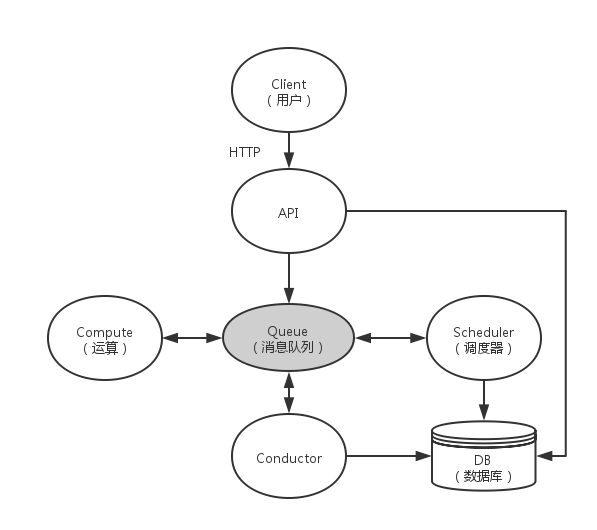 Client
（用户）
HTTP
API
Compute
（运算）
Queue
（消息队列）
Scheduler
（调度器）
Conductor
DB
（数据库）